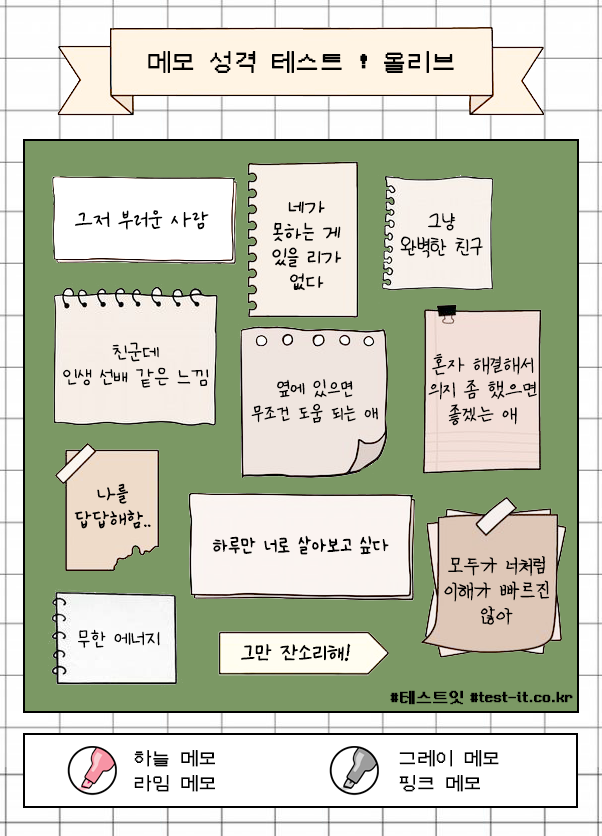 메모 성격 테스트 ! 올리브
그저 부러운 사람
네가
못하는 게
있을 리가
없다
그냥
완벽한 친구
친군데
인생 선배 같은 느낌
옆에 있으면
무조건 도움 되는 애
혼자 해결해서
의지 좀 했으면
좋겠는 애
나를
답답해함..
하루만 너로 살아보고 싶다
모두가 너처럼
이해가 빠르진
않아
무한 에너지
그만 잔소리해!
#테스트잇 #test-it.co.kr
하늘 메모
라임 메모
그레이 메모
핑크 메모